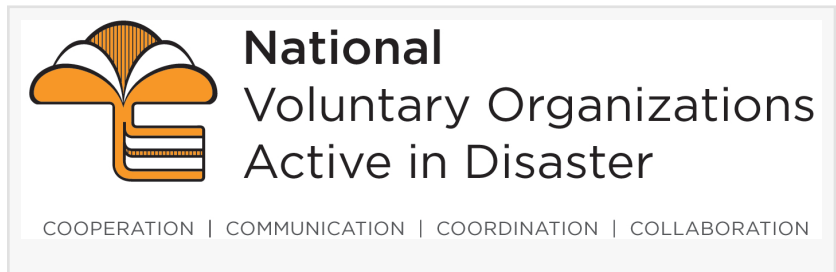 National
Voluntary Organizations
Active in Disaster
COOPERATION | COMMUNICATION | COORDINATION | COLLABORATION